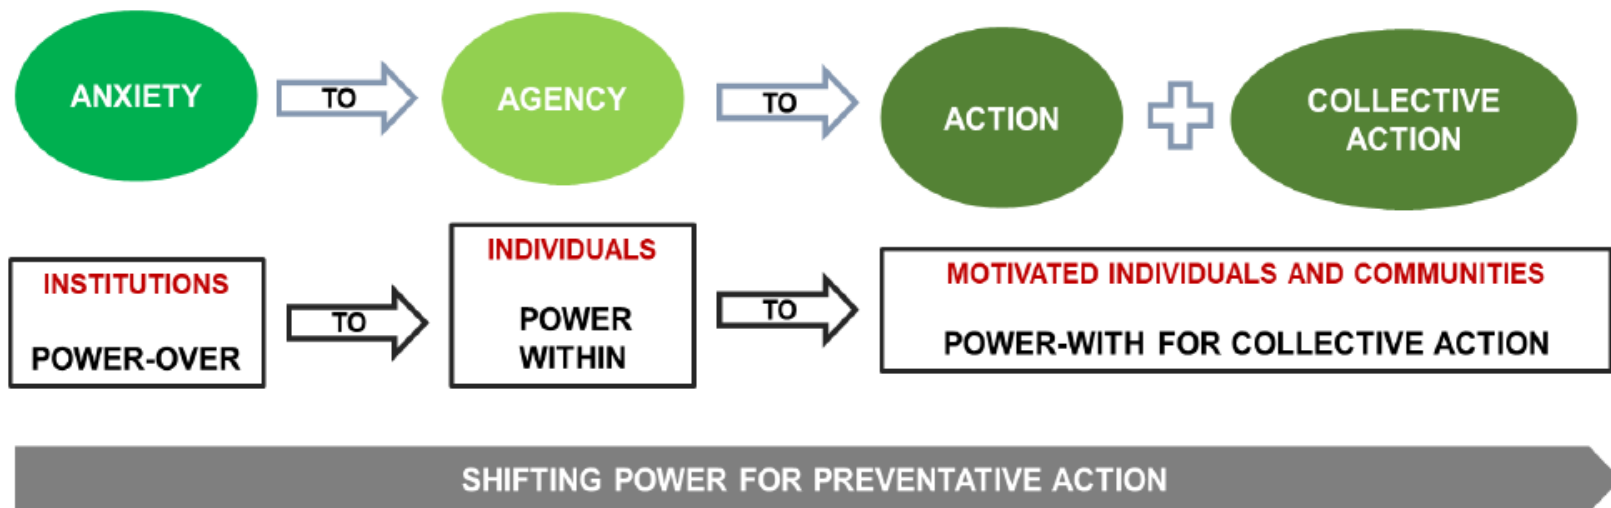 ANXIETY
TO
AGENCY
TO
ACTION
COLLECTIVE
ACTION
INSTITUTIONS
POWER-OVER
TO
INDIVIDUALS
POWER
WITHIN
TO
MOTIVATED INDIVIDUALS AND COMMUNITIES
POWER-WITH FOR COLLECTIVE ACTION
SHIFTING POWER FOR PREVENTATIVE ACTION